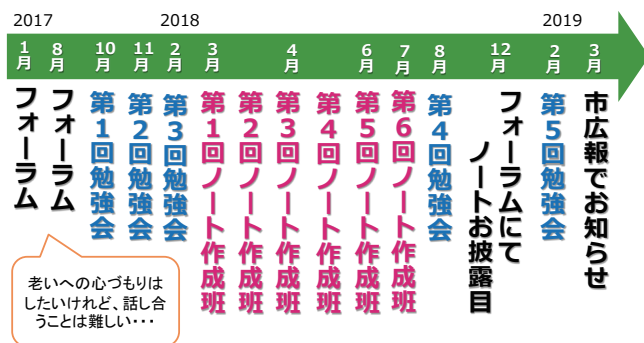 2017
2018
2019
1月
8月
10月
11月
2月
3月
4月
6月
7月
8月
12月
2月
3月
フォーラム
フォーラム
第1回勉強会
第2回勉強会
第3回勉強会
第1回ノート作成班
第2回ノート作成班
第3回ノート作成班
第4回ノート作成班
第5回ノート作成班
第6回ノート作成班
第4回勉強会
フォーラムにて
ノートお披露目
第5回勉強会
市広報でお知らせ
老いへの心づもりは
したいけれど、話し合
うことは難しい・・・